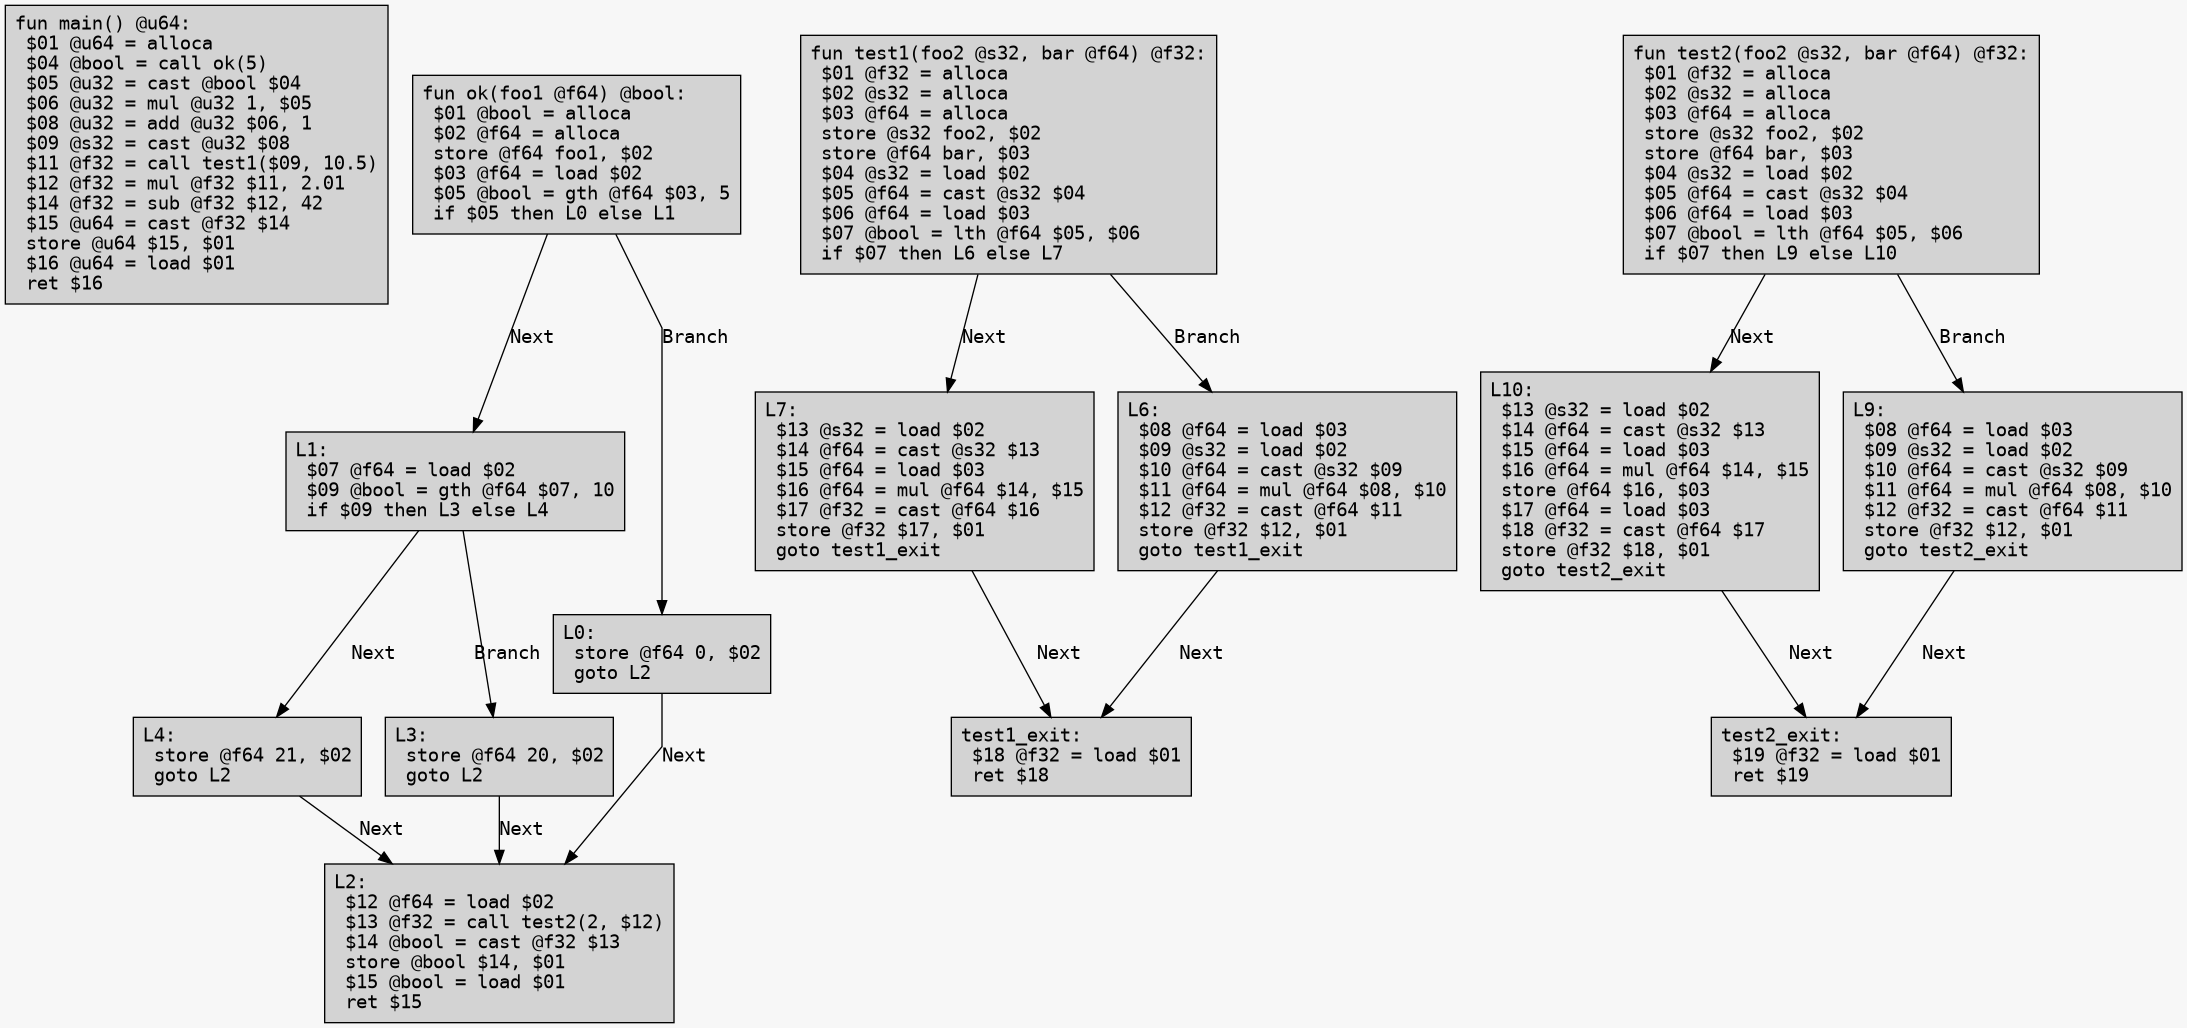 fun main() @u64:
$01 @u64 = alloca
$04 @bool = call ok(5)
$05 @u32 = cast @bool $04
$06 @u32 = mul @u32 1, $05
$08 @u32 = add @u32 $06, 1
$09 @s32 = cast @u32 $08
$11 @f32 = call test1($09, 10.5)
$12 @f32 = mul @f32 $11, 2.01
$14 @f32 = sub @f32 $12, 42
$15 @u64 = cast @f32 $14
store @u64 $15, $01
$16 @u64 = load $01
ret $16
fun ok(foo1 @f64) @bool:
$01 @bool = alloca
$02 @f64 = alloca
store @f64 foo1, $02
$03 @f64 = load $02
$05 @bool = gth @f64 $03, 5
if $05 then L0 else L1
Next
Branch
L1:
$07 @f64 = load $02
$09 @bool = gth @f64 $07, 10
if $09 then L3 else L4
Next
Branch
L0:
store @f64 0, $02
goto L2
L4:
store @f64 21, $02
goto L2
L3:
store @f64 20, $02
goto L2
Next
Next
Next
L2:
$12 @f64 = load $02
$13 @f32 = call test2(2, $12)
$14 @bool = cast @f32 $13
store @bool $14, $01
$15 @bool = load $01
ret $15
fun test1(foo2 @s32, bar @f64) @f32:
$01 @f32 = alloca
$02 @s32 = alloca
$03 @f64 = alloca
store @s32 foo2, $02
store @f64 bar, $03
$04 @s32 = load $02
$05 @f64 = cast @s32 $04
$06 @f64 = load $03
$07 @bool = lth @f64 $05, $06
if $07 then L6 else L7
Next
Branch
L7:
$13 @s32 = load $02
$14 @f64 = cast @s32 $13
$15 @f64 = load $03
$16 @f64 = mul @f64 $14, $15
$17 @f32 = cast @f64 $16
store @f32 $17, $01
goto test1_exit
L6:
$08 @f64 = load $03
$09 @s32 = load $02
$10 @f64 = cast @s32 $09
$11 @f64 = mul @f64 $08, $10
$12 @f32 = cast @f64 $11
store @f32 $12, $01
goto test1_exit
Next
Next
test1_exit:
$18 @f32 = load $01
ret $18
fun test2(foo2 @s32, bar @f64) @f32:
$01 @f32 = alloca
$02 @s32 = alloca
$03 @f64 = alloca
store @s32 foo2, $02
store @f64 bar, $03
$04 @s32 = load $02
$05 @f64 = cast @s32 $04
$06 @f64 = load $03
$07 @bool = lth @f64 $05, $06
if $07 then L9 else L10
Next
Branch
L10:
$13 @s32 = load $02
$14 @f64 = cast @s32 $13
$15 @f64 = load $03
$16 @f64 = mul @f64 $14, $15
store @f64 $16, $03
$17 @f64 = load $03
$18 @f32 = cast @f64 $17
store @f32 $18, $01
goto test2_exit
L9:
$08 @f64 = load $03
$09 @s32 = load $02
$10 @f64 = cast @s32 $09
$11 @f64 = mul @f64 $08, $10
$12 @f32 = cast @f64 $11
store @f32 $12, $01
goto test2_exit
Next
Next
test2_exit:
$19 @f32 = load $01
ret $19